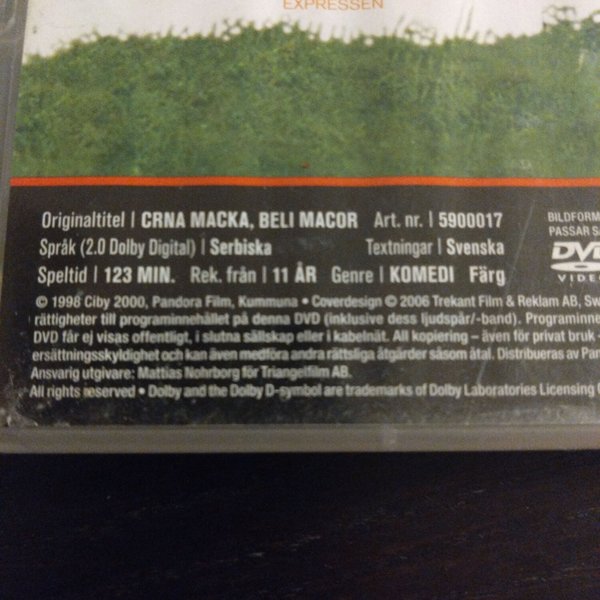 EXPRESSEN
Originaltitel | CRNA MACKA, BELI MACOR Art. nr. | 5900017
Språk (2.0 Dolby Digital) | Serbiska Textningar | Svenska
Speltid | 123 MIN. Rek. från | 11 ÅR Genre | KOMEDI Färg
BILDFORM
PASSAR S
DVD
VIDEO
© 1998 Ciby 2000, Pandora Film, Kummuna • Coverdesign © 2006 Trekant Film & Reklam AB, Sw
rättigheter till programinnehållet på denna DVD (inklusive dess ljudspår/-band). Programinne
DVD får ej visas offentligt, i slutna sällskap eller i kabelnät. All kopiering – även för privat bruk -
ersättningsskyldighet och kan även medföra andra rättsliga åtgärder såsom åtal. Distribueras av Pan
Ansvarig utgivare: Mattias Nohrborg för Triangelfilm AB.
All rights reserved • Dolby and the Dolby D-symbol are trademarks of Dolby Laboratories Licensing